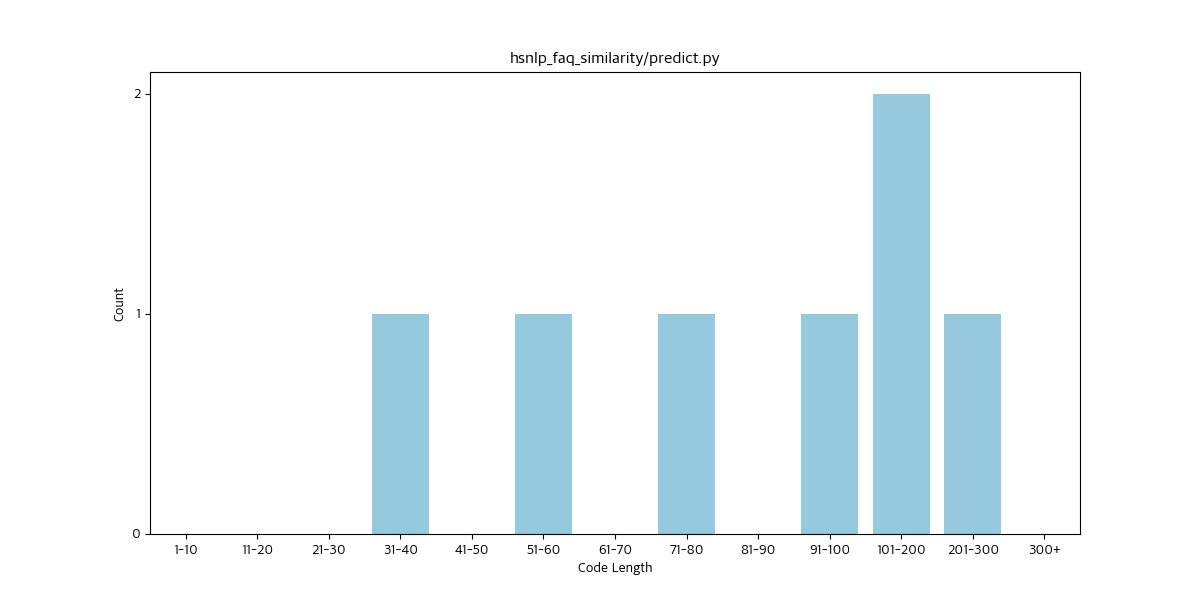 hsnlp_faq_similarity/predict.py
Count
2
1
0
1-10 11-20 21-30 31-40 41-50 51-60 61-70 71-80 81-90 91-100 101-200 201-300 300+
Code Length